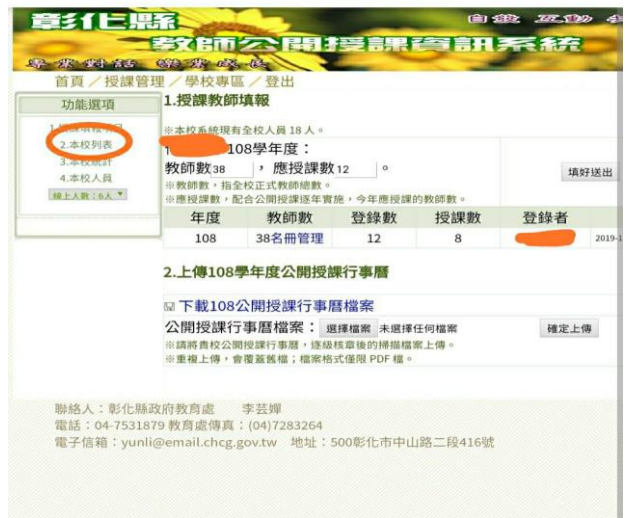 彰化縣
自發 互動
教師公開授課資訊系統
專業對話 樂業成長
首頁／授課管理／學校專區／登出
功能選項
2.本校列表
3.本校統計
4.本校人員
線上人數：6人
1.授課教師填報
※本校系統現有全校人員 18 人。
108學年度：
教師數38 ，應授課數12 。
填好送出
※教師數，指全校正式教師總數。
※應授課數，配合公開授課逐年實施，今年應授課的教師數。
年度 教師數 登錄數 授課數 登錄者
108 38名冊管理 12 8 2019-1
2.上傳108學年度公開授課行事曆
下載108公開授課行事曆檔案
公開授課行事曆檔案： 選擇檔案 未選擇任何檔案 確定上傳
※請將貴校公開授課行事曆，逐級核章後的掃描檔案上傳。
※重複上傳，會覆蓋舊檔；檔案格式僅限 PDF 檔。
聯絡人：彰化縣政府教育處 李芸嬋
電話：04-7531879 教育處傳真：(04)7283264
電子信箱：yunli@email.chcg.gov.tw 地址：500彰化市中山路二段416號